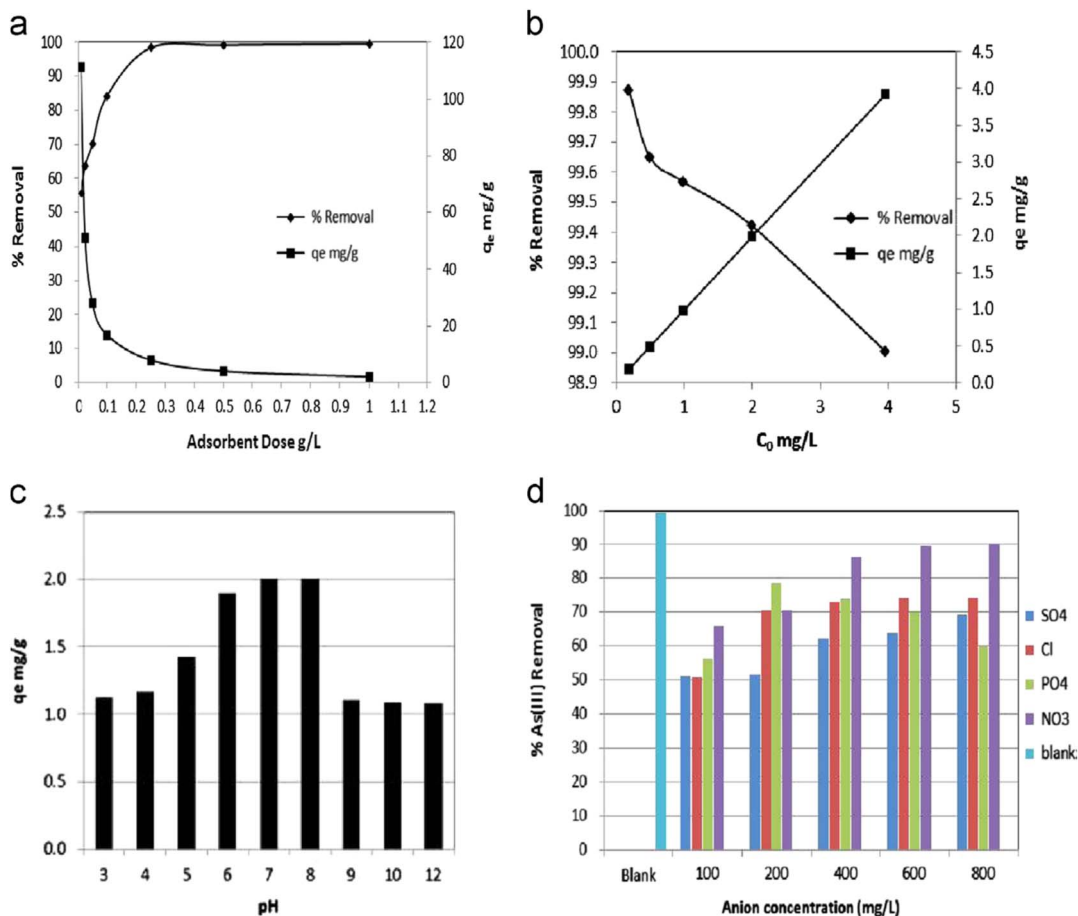 a
100
90
80
70
60
50
40
30
20
10
0
% Removal
120
100
80
60
40
20
0
qe mg/g
% Removal
qe mg/g
0 0.1 0.2 0.3 0.4 0.5 0.6 0.7 0.8 0.9 1 1.1 1.2
Adsorbent Dose g/L
b
100.0
99.9
99.8
99.7
99.6
99.5
99.4
99.3
99.2
99.1
99.0
98.9
% Removal
4.5
4.0
3.5
3.0
2.5
2.0
1.5
1.0
0.5
0.0
qe mg/g
% Removal
qe mg/g
0 1 2 3 4 5
C₀ mg/L
c
2.5
2.0
1.5
1.0
0.5
0.0
qe mg/g
3 4 5 6 7 8 9 10 12
pH
d
100
90
80
70
60
50
40
30
20
10
0
% As(III) Removal
SO4
Cl
PO4
NO3
blank
Blank 100 200 400 600 800
Anion concentration (mg/L)